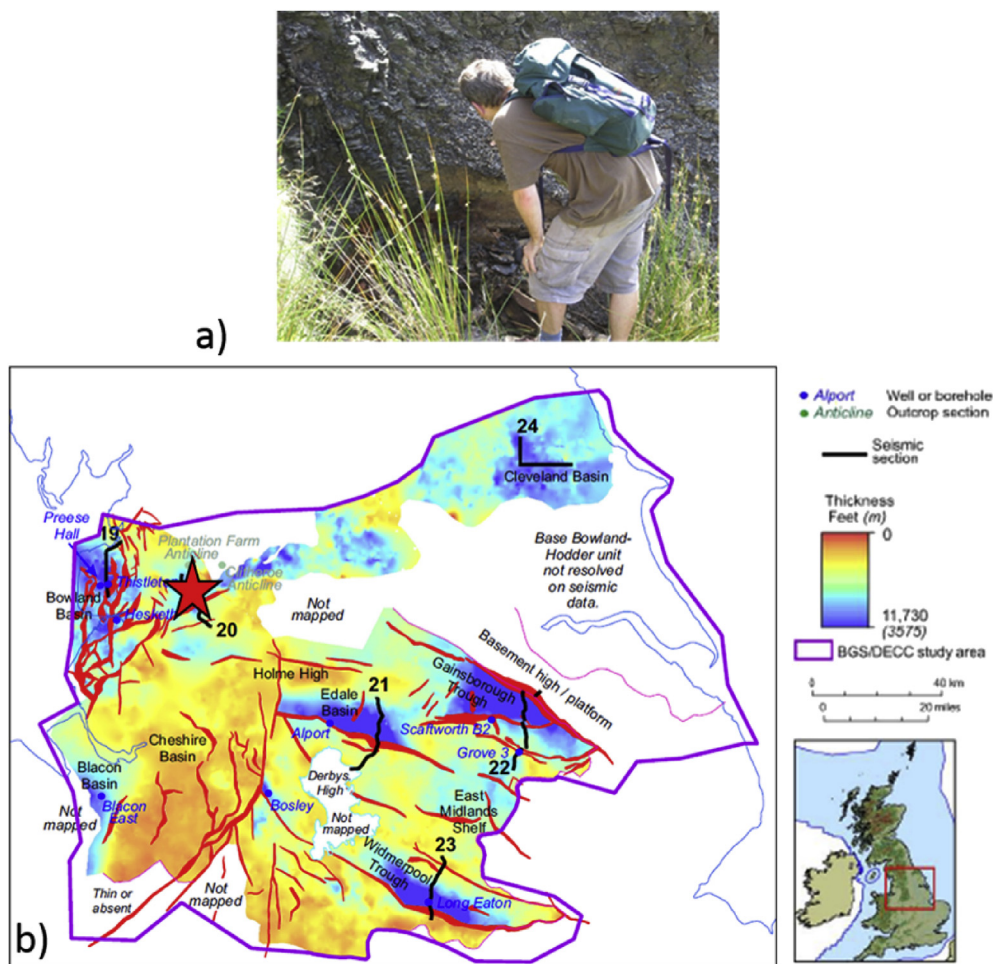 a)
Alport Well or borehole
Anticline Outcrop section
Seismic
section
Thickness
Feet (m)
0
11,730
(3575)
BGS/DECC study area
0 40 km
0 20 miles
24
Cleveland Basin
Preese
Hall
19
Plantation Farm
Anticline
Anticline
Bowland
Basin
Hesketh
20
Not
mapped
Base Bowland-
Hodder unit
not resolved
on seismic
data.
Holme High
Basement high / platform
Gainsborough
Trough
21
Edale
Basin
Alport
Scaftworth B2
Grove 3
22
Cheshire
Basin
Derbys.
High
Blacon
Basin
Blacon
East
Not
mapped
Bosley
Not
mapped
East
Midlands
Shelf
23
Widmerpool
Trough
Long Eaton
Thin or
absent
Not
mapped
b)